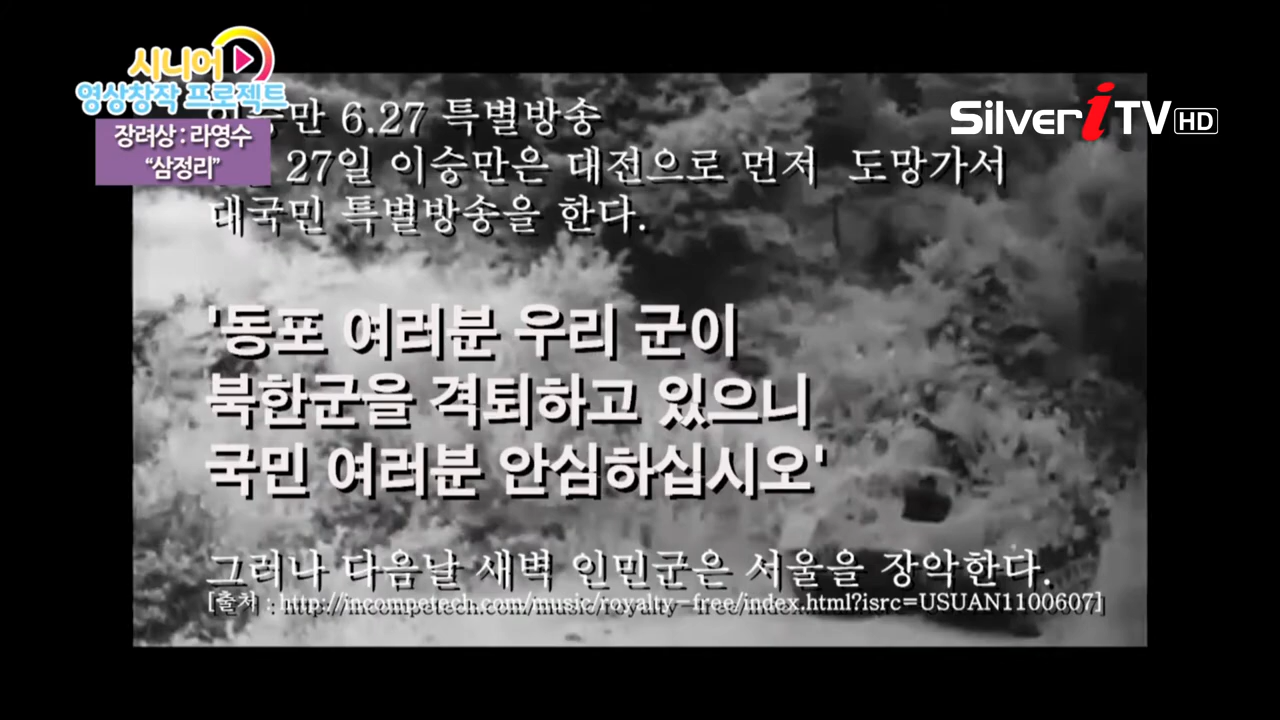 시니어
영상창작 프로젝트
장려상 : 라영수
“삼정리”
Silver iTV HD
이승만 6.27 특별방송
27일 이승만은 대전으로 먼저 도망가서
대국민 특별방송을 한다.
'동포 여러분 우리 군이
북한군을 격퇴하고 있으니
국민 여러분 안심하십시오'
그러나 다음날 새벽 인민군은 서울을 장악한다.
[출처 : http://incompetech.com/music/royalty-free/index.html?isrc=USUAN1100607]